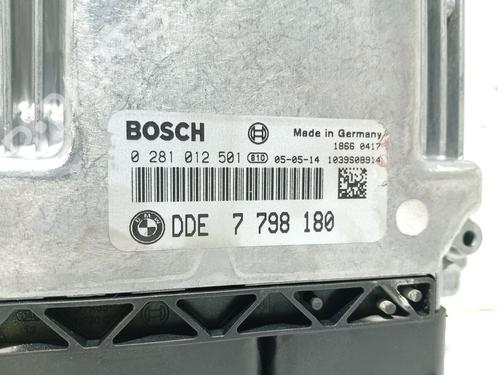 BOSCH
Made in Germany
1866 0417
0 281 012 501 810 05-05-14 1039S08914
BMW
DDE 7 798 180